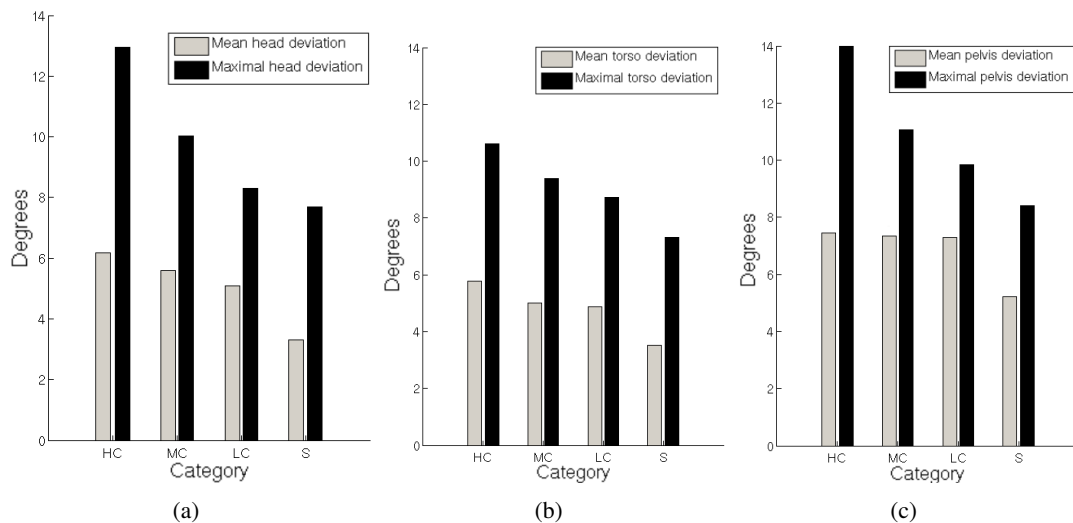 Mean head deviation
Maximal head deviation
14
12
10
8
6
4
2
0
Degrees
HC MC LC S
Category
(a)
Mean torso deviation
Maximal torso deviation
14
12
10
8
6
4
2
0
Degrees
HC MC LC S
Category
(b)
Mean pelvis deviation
Maximal pelvis deviation
14
12
10
8
6
4
2
0
Degrees
HC MC LC S
Category
(c)